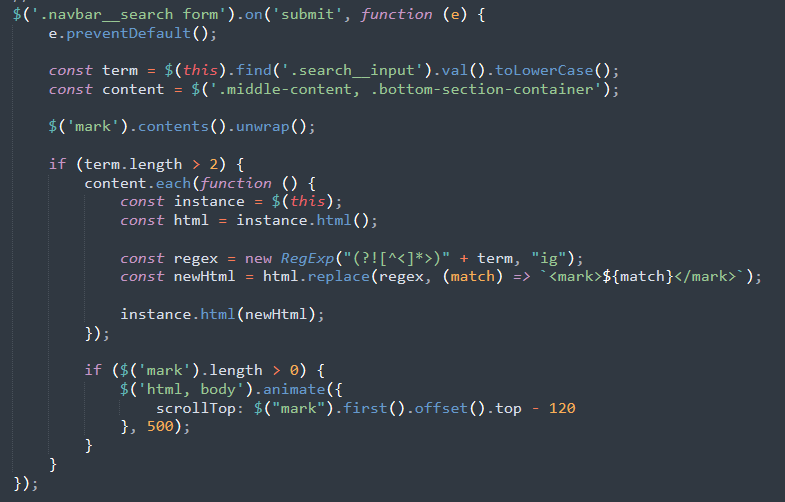 $('.navbar__search form').on('submit', function (e) {
    e.preventDefault();

    const term = $(this).find('.search__input').val().toLowerCase();
    const content = $('.middle-content, .bottom-section-container');

    $('mark').contents().unwrap();

    if (term.length > 2) {
        content.each(function () {
            const instance = $(this);
            const html = instance.html();

            const regex = new RegExp("(?![^<]*>)" + term, "ig");
            const newHtml = html.replace(regex, (match) => `<mark>${match}</mark>`);

            instance.html(newHtml);
        });

        if ($('mark').length > 0) {
            $('html, body').animate({
                scrollTop: $("mark").first().offset().top - 120
            }, 500);
        }
    }
});